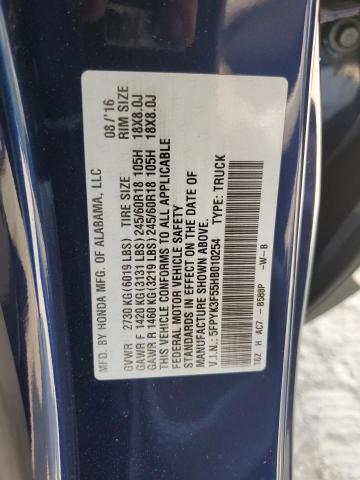 MFD. BY HONDA MFG. OF ALABAMA, LLC 08/'16
GVWR 2730 KG (6019 LBS) TIRE SIZE RIM SIZE
GAWR F 1420 KG (3131 LBS) 245/60R18 105H 18X8.0J
GAWR R 1460 KG (3219 LBS) 245/60R18 105H 18X8.0J
THIS VEHICLE CONFORMS TO ALL APPLICABLE
FEDERAL MOTOR VEHICLE SAFETY
STANDARDS IN EFFECT ON THE DATE OF
MANUFACTURE SHOWN ABOVE.
V.I.N.: 5FPYK3F55HB010254 TYPE: TRUCK
T6Z H AC7 - B588P -W-B